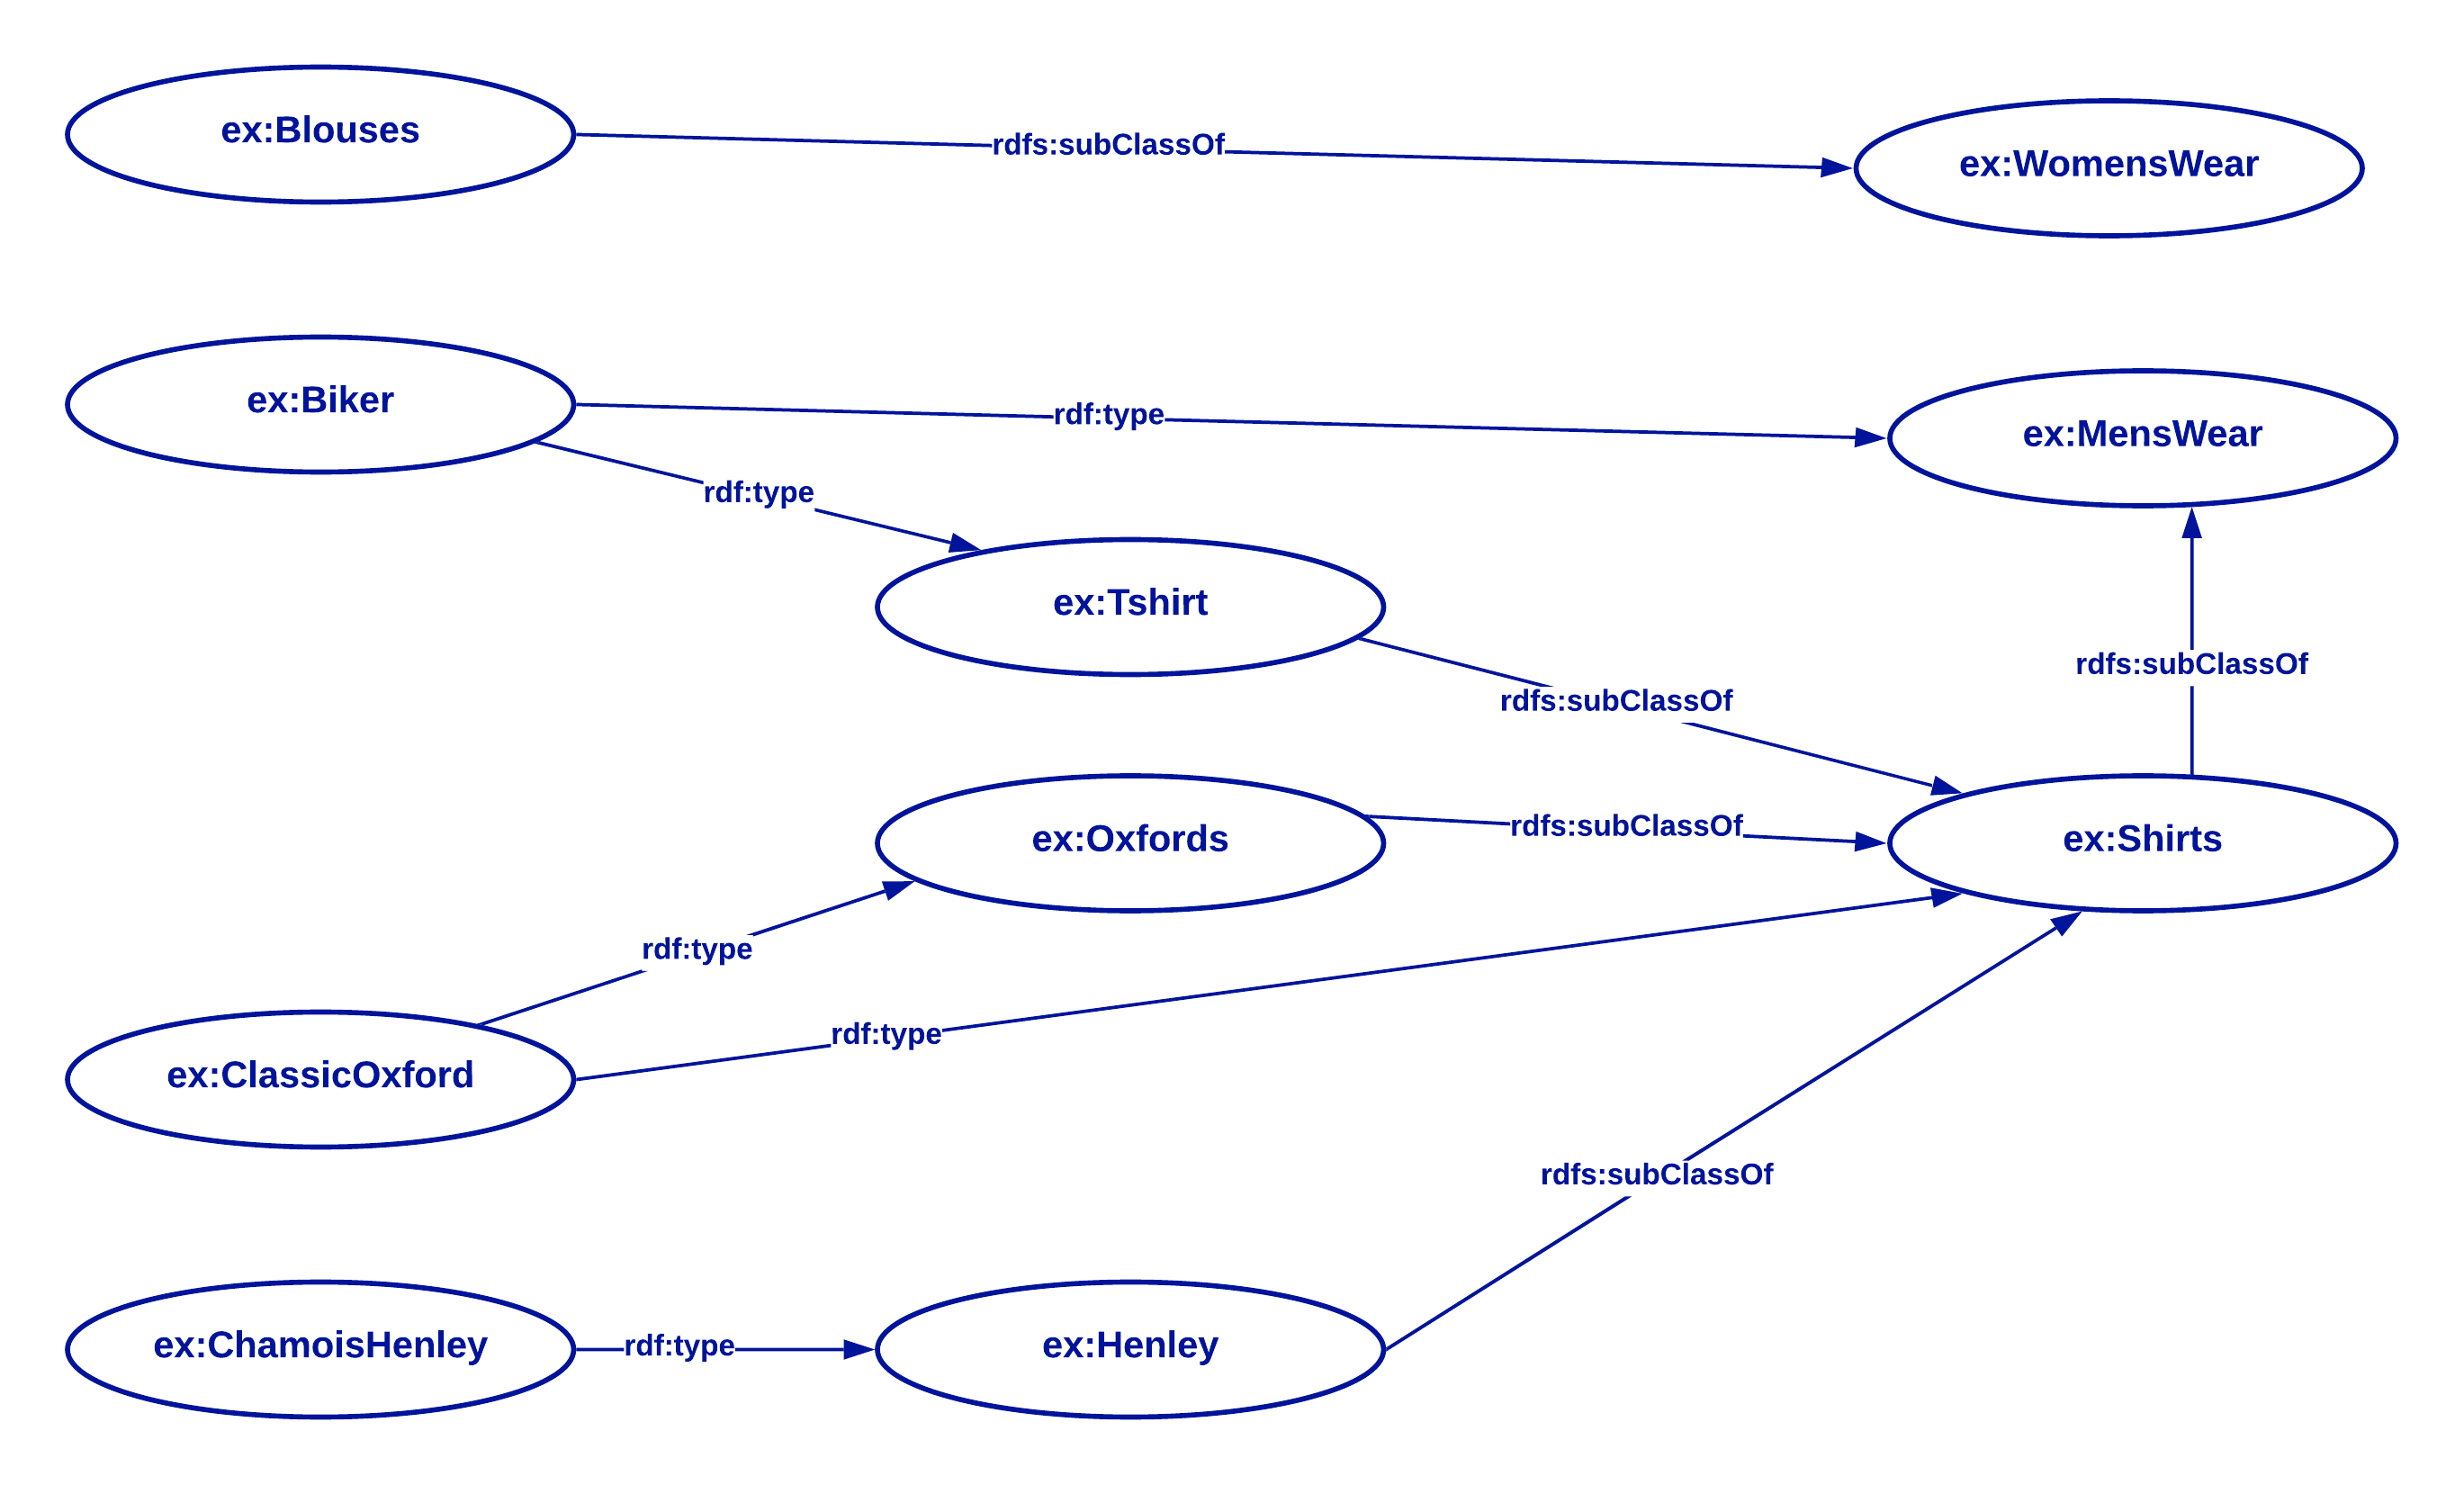 ex:Blouses
rdfs:subClassOf
ex:WomensWear
ex:Biker
rdf:type
ex:MensWear
rdf:type
ex:Tshirt
rdfs:subClassOf
rdfs:subClassOf
ex:Oxfords
rdfs:subClassOf
ex:Shirts
rdf:type
rdf:type
ex:ClassicOxford
rdfs:subClassOf
ex:ChamoisHenley
rdf:type
ex:Henley